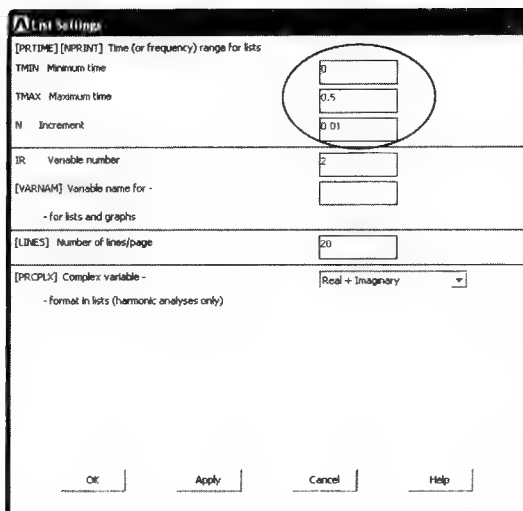 List Settings
[PRTIME] [NPRINT] Time (or frequency) range for lists
TMIN Minimum time 0
TMAX Maximum time 0.5
N Increment 0.01
IR Variable number 2
[VARNAM] Variable name for -
- for lists and graphs
[LINES] Number of lines/page 20
[PRCPLX] Complex variable - Real + Imaginary
- format in lists (harmonic analyses only)
OK Apply Cancel Help